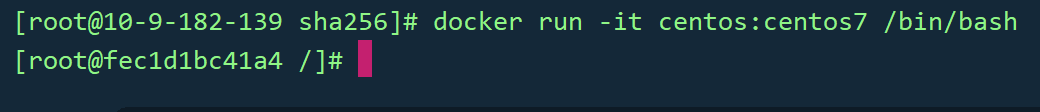 [root@10-9-182-139 sha256]# docker run -it centos:centos7 /bin/bash
[root@fec1d1bc41a4 /]#